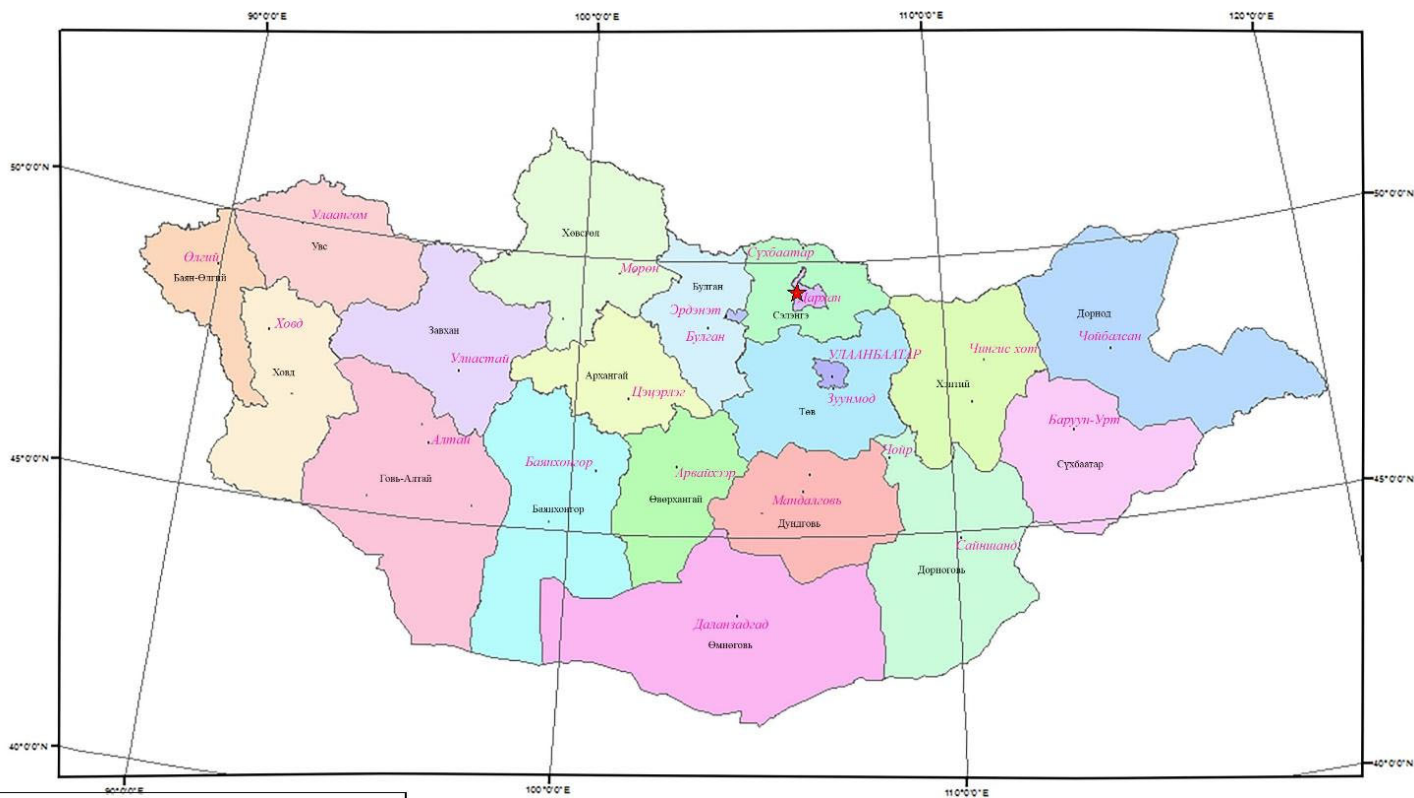 90°0'0"E
100°0'0"E
110°0'0"E
120°0'0"E
50°0'0"N
50°0'0"N
Улаангом
Увс
Өлгий
Баян-Өлгий
Хөвсгөл
Мөрөн
Сүхбаатар
Булган
Дархан
Эрдэнэт
Сэлэнгэ
Булган
Дорнод
Чойбалсан
Ховд
Ховд
Завхан
Улиастай
УЛААНБААТАР
Чингис хот
Хэнтий
Архангай
Цэцэрлэг
Зуунмод
Төв
Баруун-Урт
Сүхбаатар
Алтай
Говь-Алтай
Баянхонгор
Баянхонгор
Арвайхээр
Өвөрхангай
Чойр
Мандалговь
Дундговь
45°0'0"N
45°0'0"N
Сайншанд
Дорноговь
Даланзадгад
Өмнөговь
40°0'0"N
40°0'0"N
90°0'0"E
100°0'0"E
110°0'0"E